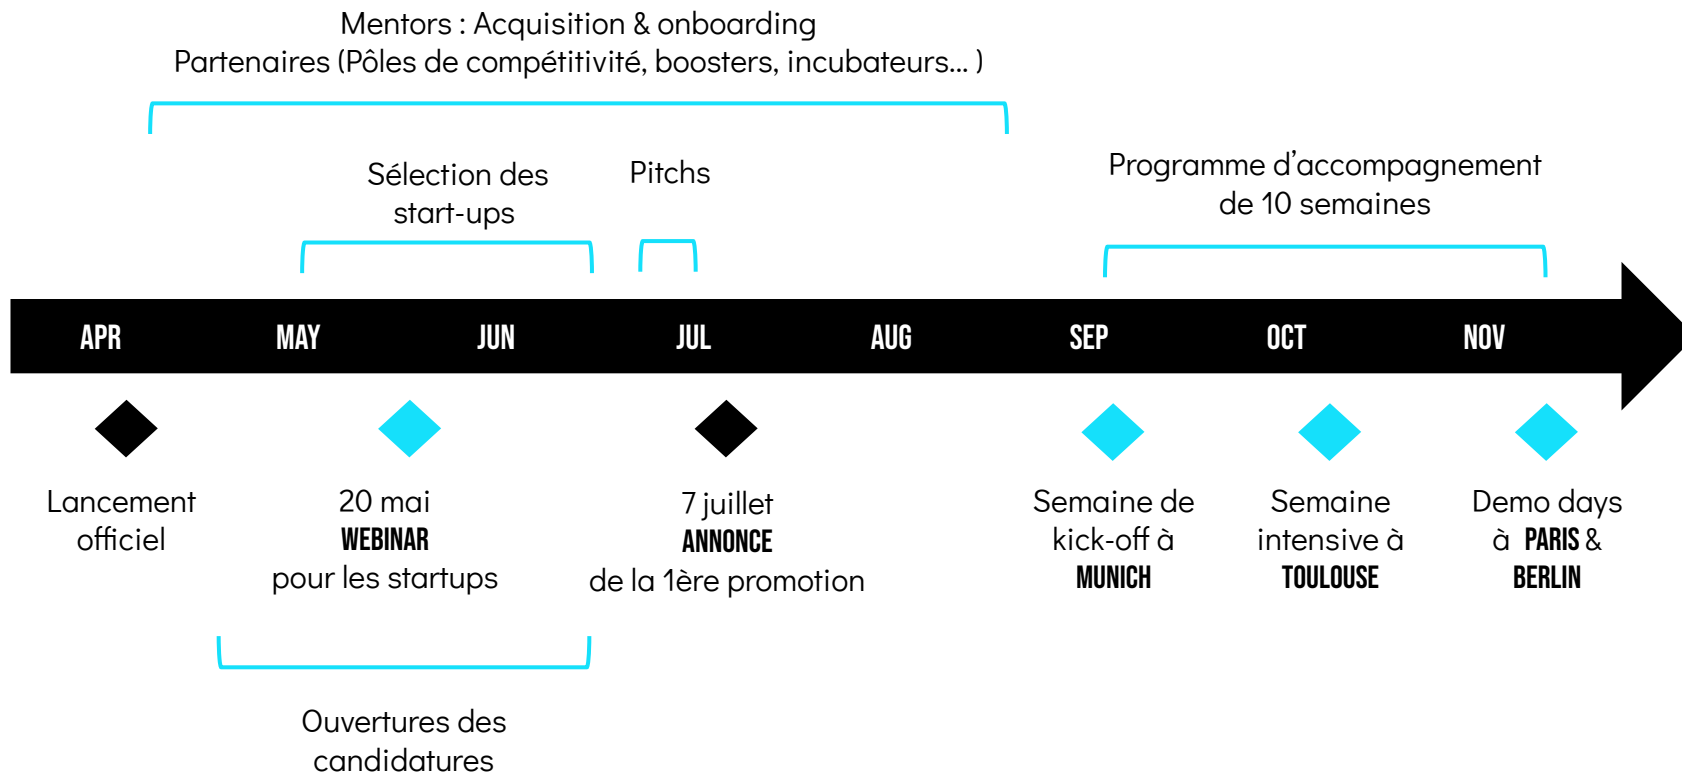 Mentors : Acquisition & onboarding
Partenaires (Pôles de compétitivité, boosters, incubateurs... )
Sélection des
start-ups
Pitchs
Programme d’accompagnement
de 10 semaines
APR
MAY
JUN
JUL
AUG
SEP
OCT
NOV
Lancement
officiel
20 mai
WEBINAR
pour les startups
7 juillet
ANNONCE
de la 1ère promotion
Semaine de
kick-off à
MUNICH
Semaine
intensive à
TOULOUSE
Demo days
à PARIS &
BERLIN
Ouvertures des
candidatures